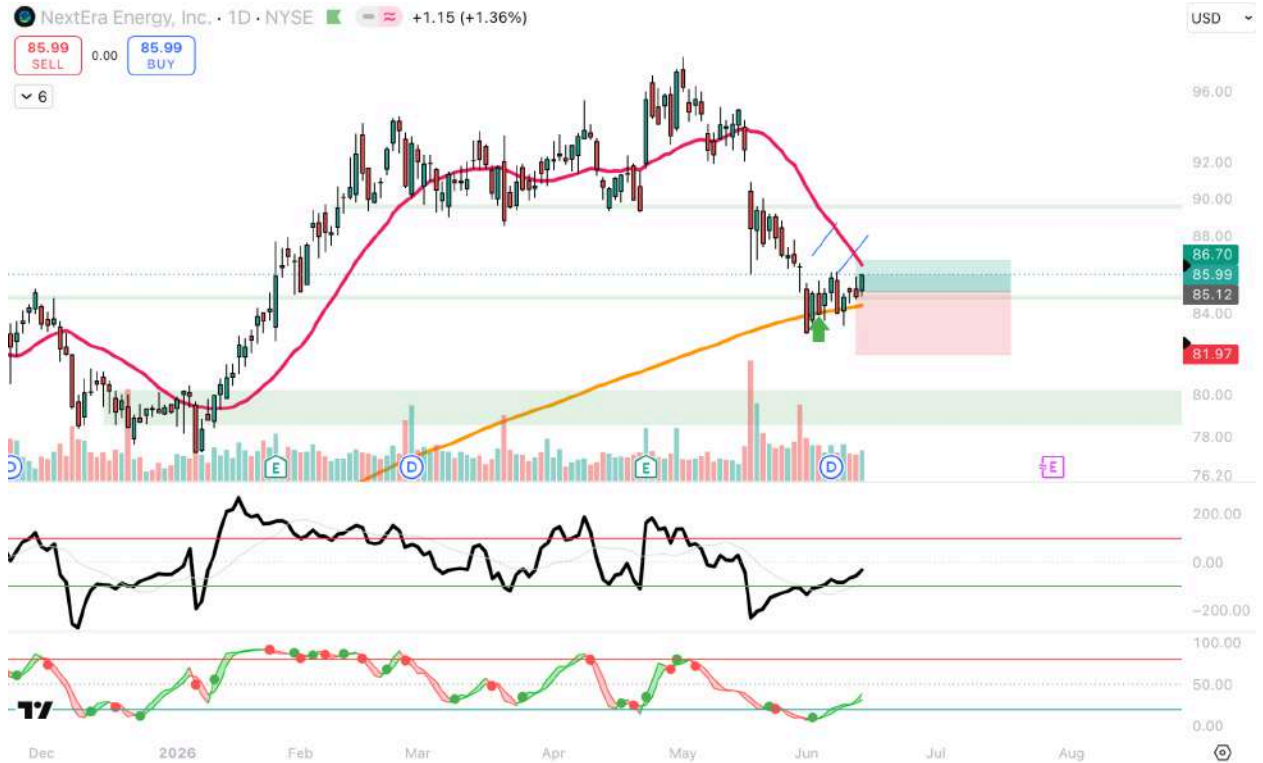 NextEra Energy, Inc. · 1D · NYSE +1.15 (+1.36%)
USD
85.99
SELL
0.00
85.99
BUY
6
96.00
92.00
90.00
88.00
86.70
85.99
85.12
84.00
81.97
80.00
78.00
76.20
D
E
D
E
D
E
200.00
0.00
−200.00
100.00
50.00
0.00
Dec 2026 Feb Mar Apr May Jun Jul Aug